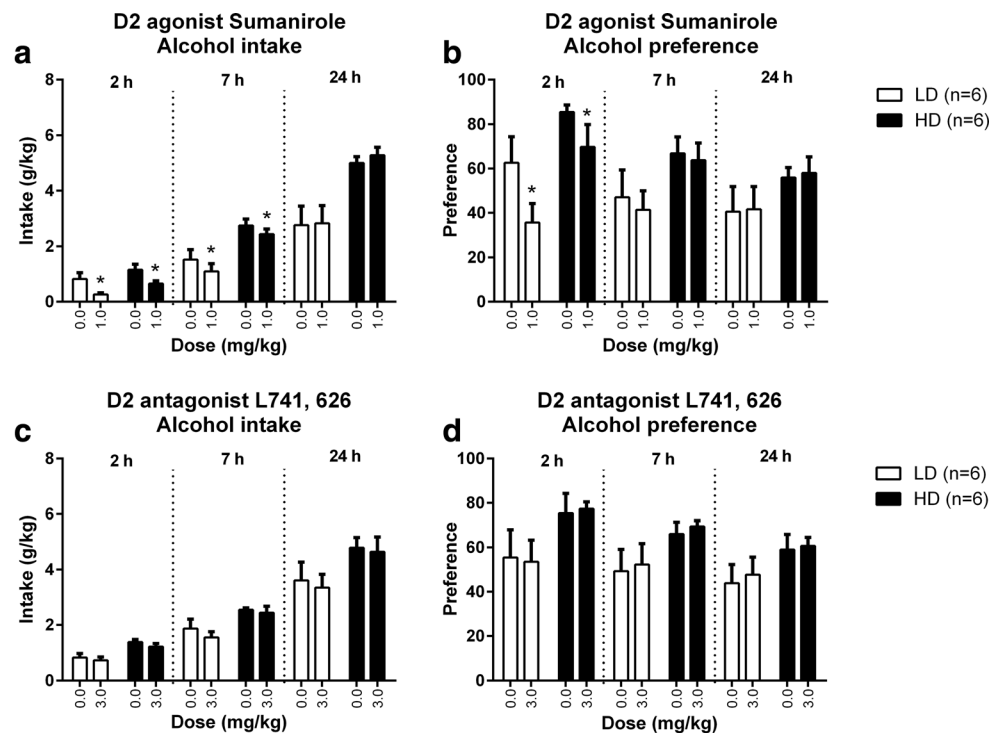 D2 agonist Sumanirole
Alcohol intake
a
8
6
4
2
0
Intake (g/kg)
2 h
7 h
24 h
*
*
*
*
0.0
1.0
0.0
1.0
0.0
1.0
0.0
1.0
0.0
1.0
0.0
1.0
Dose (mg/kg)
D2 agonist Sumanirole
Alcohol preference
b
100
80
60
40
20
0
Preference
2 h
7 h
24 h
*
*
0.0
1.0
0.0
1.0
0.0
1.0
0.0
1.0
0.0
1.0
0.0
1.0
Dose (mg/kg)
LD (n=6)
HD (n=6)
D2 antagonist L741, 626
Alcohol intake
c
8
6
4
2
0
Intake (g/kg)
2 h
7 h
24 h
0.0
3.0
0.0
3.0
0.0
3.0
0.0
3.0
0.0
3.0
0.0
3.0
Dose (mg/kg)
D2 antagonist L741, 626
Alcohol preference
d
100
80
60
40
20
0
Preference
2 h
7 h
24 h
0.0
3.0
0.0
3.0
0.0
3.0
0.0
3.0
0.0
3.0
0.0
3.0
Dose (mg/kg)
LD (n=6)
HD (n=6)